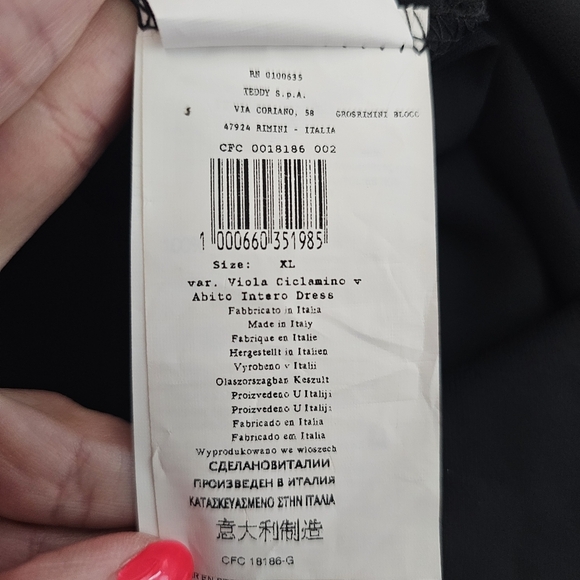 RN 0100635
TEDDY S.p.A.
s VIA CORIANO, 58 GROSRIMINI BLOCC
47924 RIMINI - ITALIA
CFC 0018186 002
1 000660 351985
Size: XL
var. Viola Ciclamino v
Abito Intero Dress
Fabbricato in Italia
Made in Italy
Fabrique en Italie
Hergestellt in Italien
Vyrobeno v Italii
Olaszorszagban Keszult
Proizvedeno U Italiji
Proizvedeno U Italiji
Fabricado en Italia
Fabricado em Italia
Wyprodukowano we wloszech
СДЕЛАНОВИТАЛИИ
ПРОИЗВЕДЕН В ИТАЛИЯ
ΚΑΤΑΣΚΕΥΑΣΜΕΝΟ ΣΤΗΝ ΙΤΑΛΙΑ
意大利制造
CFC 18186-G